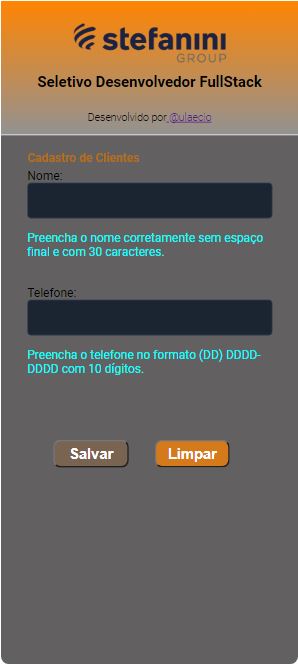 stefanini
GROUP
Seletivo Desenvolvedor FullStack
Desenvolvido por @ulaecio
Cadastro de Clientes
Nome:
Preencha o nome corretamente sem espaço
final e com 30 caracteres.
Telefone:
Preencha o telefone no formato (DD) DDDD-
DDDD com 10 dígitos.
Salvar Limpar